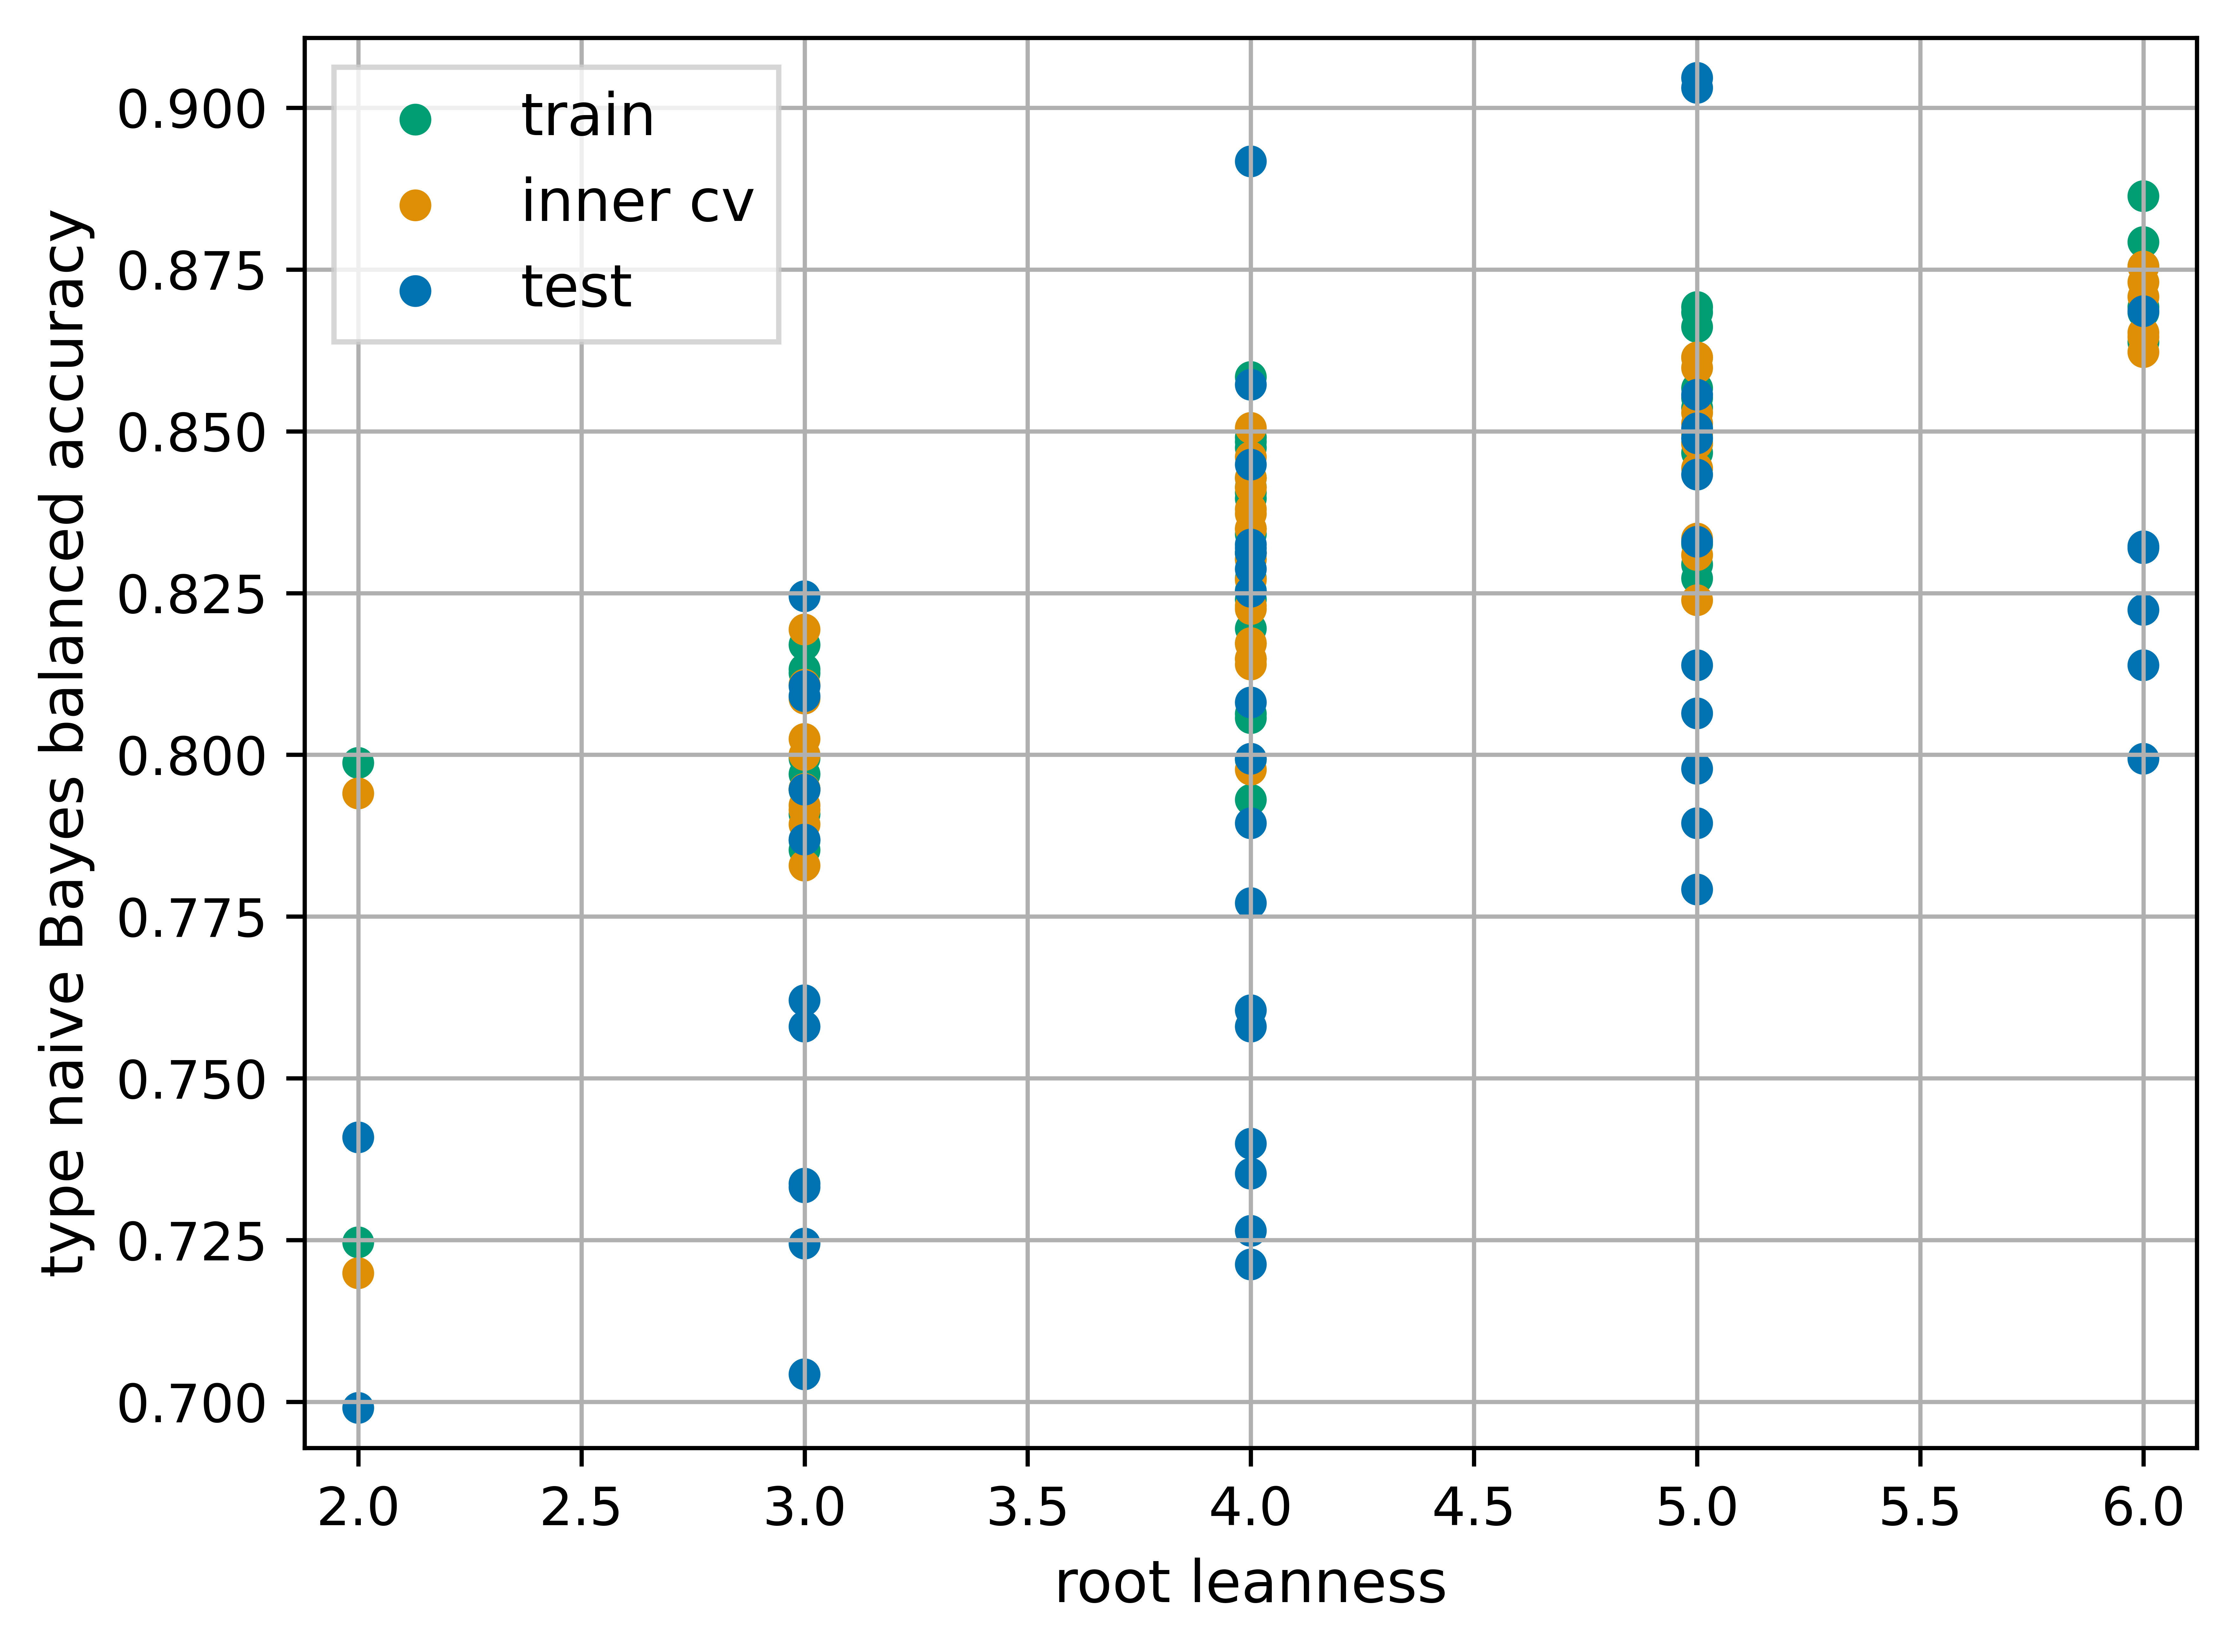 train
inner cv
test
0.900
0.875
0.850
0.825
0.800
0.775
0.750
0.725
0.700
type naive Bayes balanced accuracy
2.0 2.5 3.0 3.5 4.0 4.5 5.0 5.5 6.0
root leanness